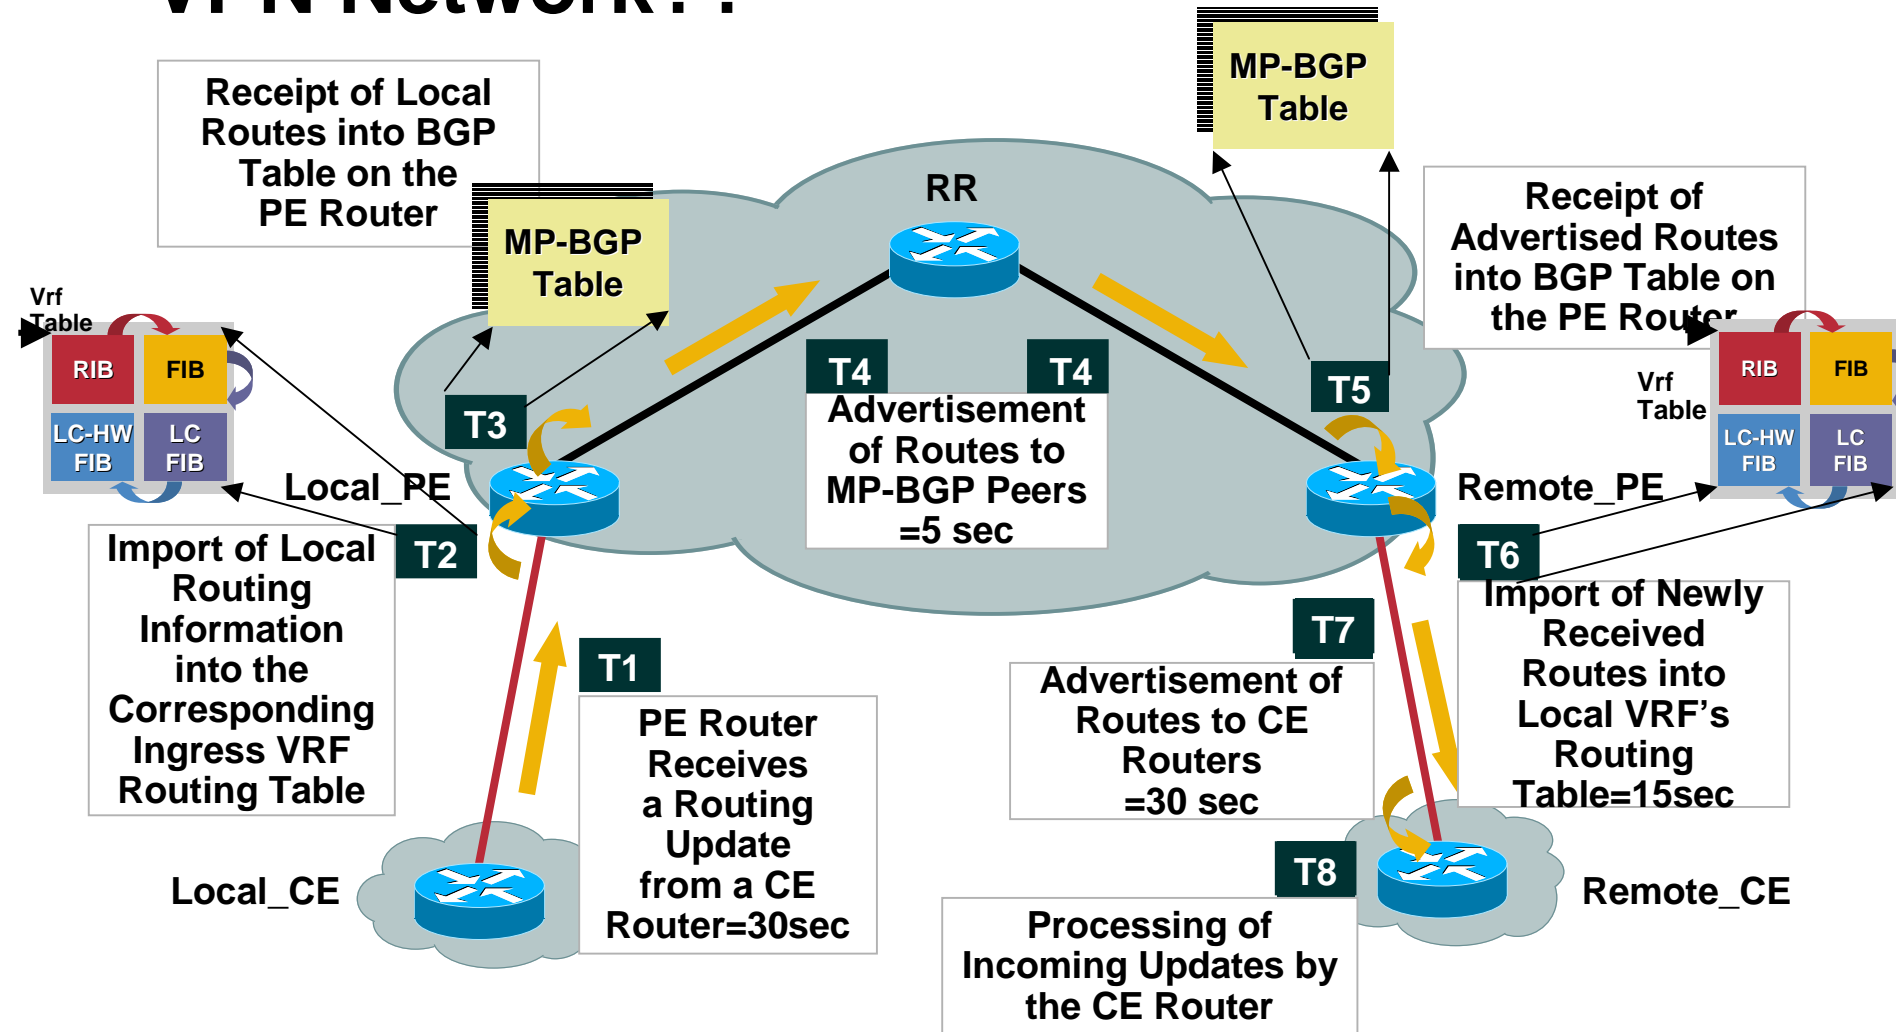 VPN Network? ?
MP-BGP
Table
Receipt of Local
Routes into BGP
Table on the
PE Router
RR
MP-BGP
Table
Receipt of
Advertised Routes
into BGP Table on
the PE Router
Vrf
Table
RIB
FIB
LC-HW
FIB
LC
FIB
T3
T4
T4
T5
Vrf
Table
RIB
FIB
LC-HW
FIB
LC
FIB
Advertisement
of Routes to
MP-BGP Peers
=5 sec
Local_PE
Remote_PE
T2
Import of Local
Routing
Information
into the
Corresponding
Ingress VRF
Routing Table
T6
Import of Newly
Received
Routes into
Local VRF’s
Routing
Table=15sec
T1
PE Router
Receives
a Routing
Update
from a CE
Router=30sec
T7
Advertisement of
Routes to CE
Routers
=30 sec
Local_CE
T8
Processing of
Incoming Updates by
the CE Router
Remote_CE